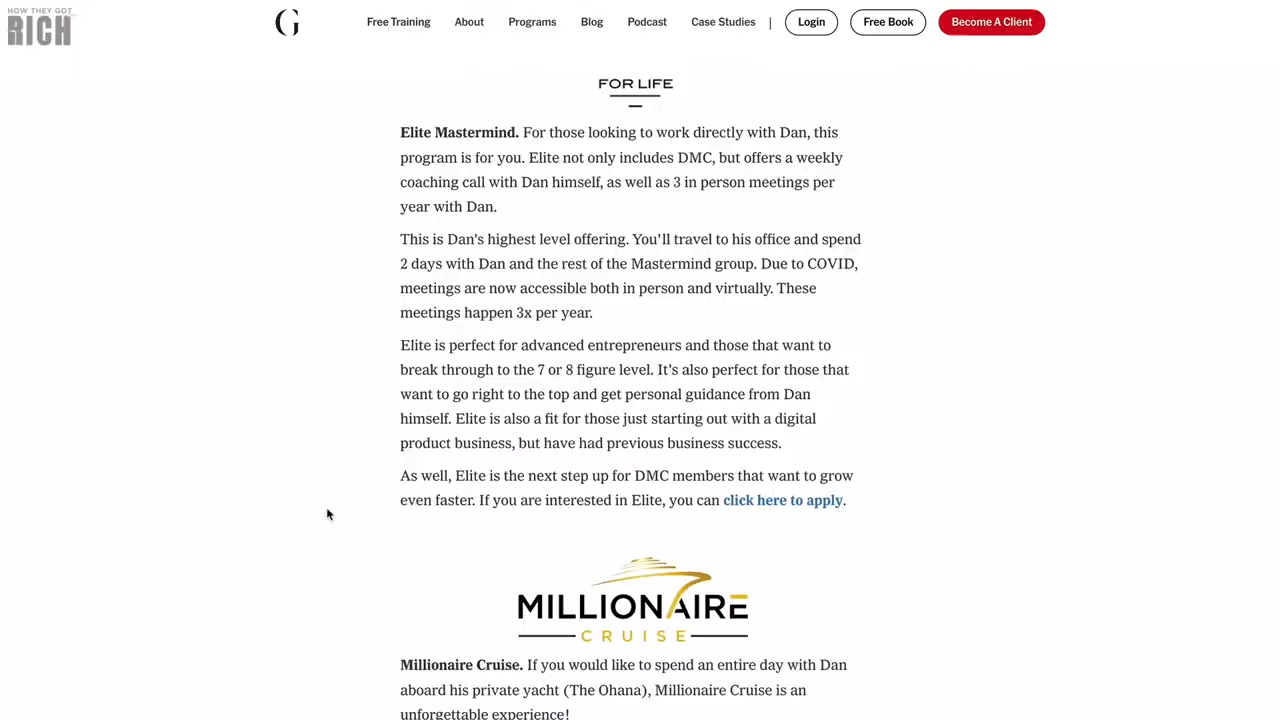 HOW THEY GOT
RICH
G
Free Training About Programs Blog Podcast Case Studies | Login Free Book Become A Client
FOR LIFE
Elite Mastermind. For those looking to work directly with Dan, this
program is for you. Elite not only includes DMC, but offers a weekly
coaching call with Dan himself, as well as 3 in person meetings per
year with Dan.
This is Dan's highest level offering. You'll travel to his office and spend
2 days with Dan and the rest of the Mastermind group. Due to COVID,
meetings are now accessible both in person and virtually. These
meetings happen 3x per year.
Elite is perfect for advanced entrepreneurs and those that want to
break through to the 7 or 8 figure level. It's also perfect for those that
want to go right to the top and get personal guidance from Dan
himself. Elite is also a fit for those just starting out with a digital
product business, but have had previous business success.
As well, Elite is the next step up for DMC members that want to grow
even faster. If you are interested in Elite, you can click here to apply.
MILLIONAIRE
CRUISE
Millionaire Cruise. If you would like to spend an entire day with Dan
aboard his private yacht (The Ohana), Millionaire Cruise is an
unforgettable experience!